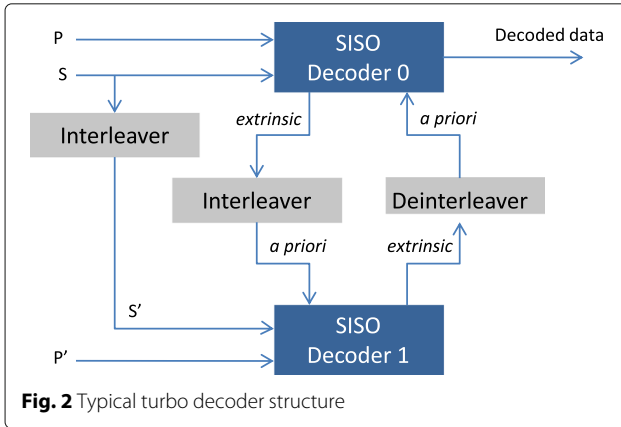 P
SISO
Decoder 0
Decoded data
S
extrinsic
a priori
Interleaver
Interleaver
Deinterleaver
a priori
extrinsic
S’
SISO
Decoder 1
P’
Fig. 2 Typical turbo decoder structure